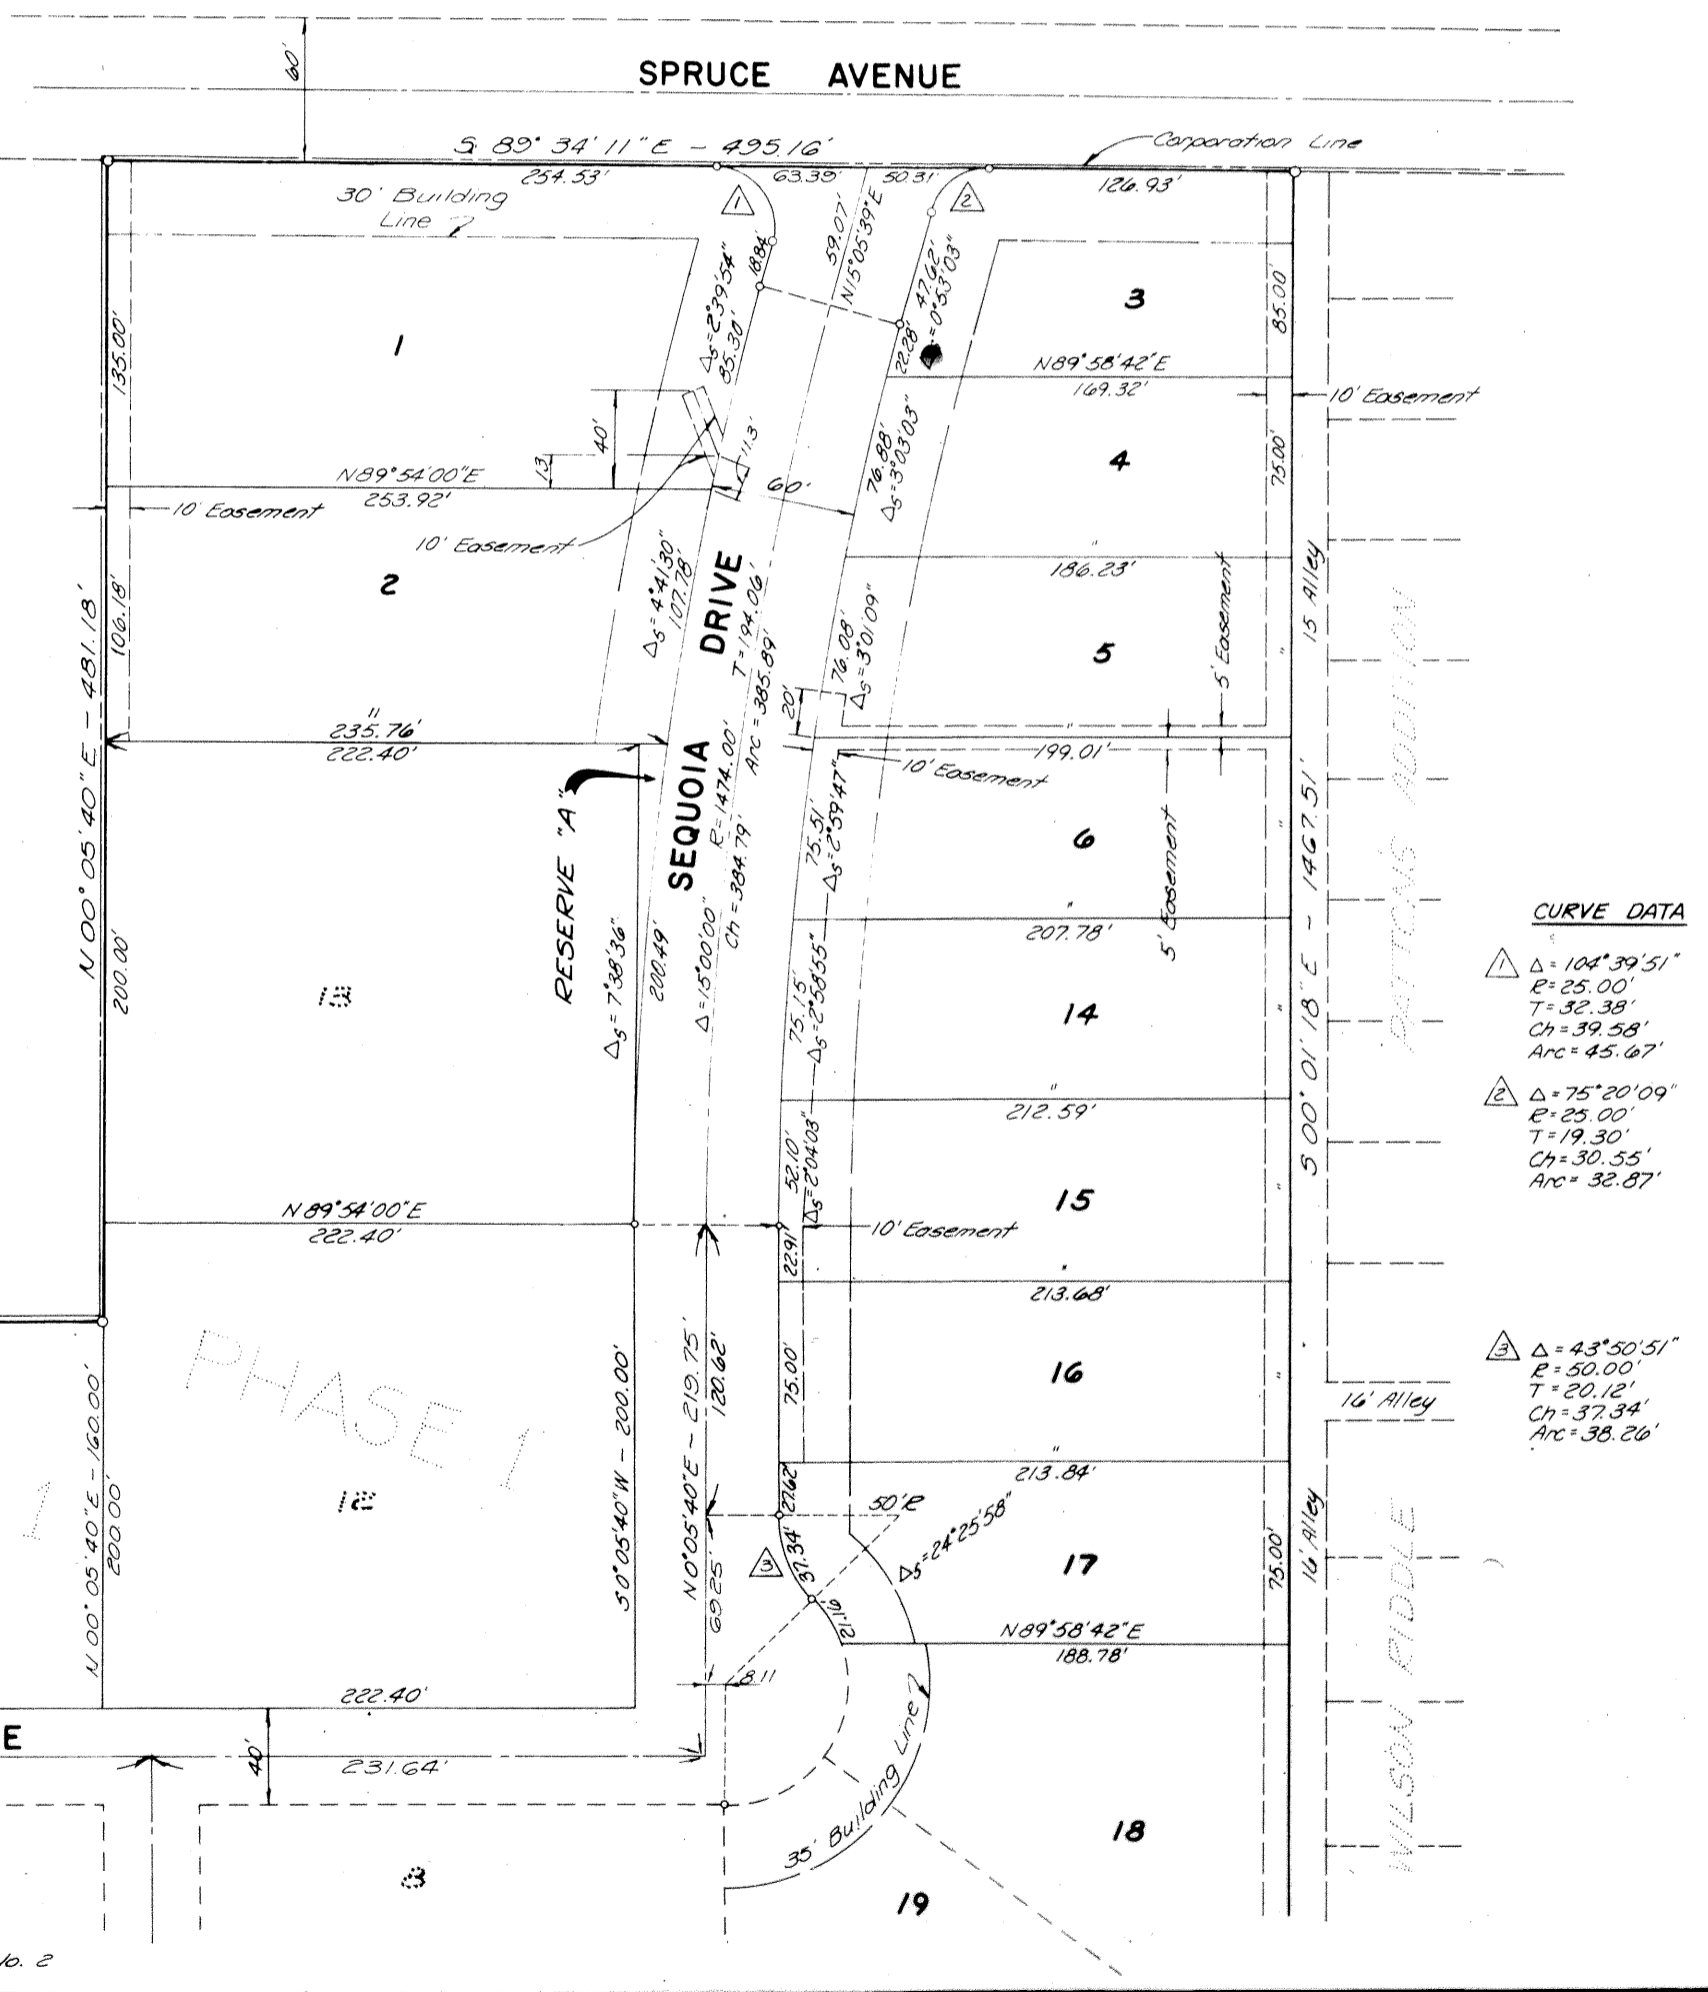 60'
SPRUCE AVENUE
S 89° 34' 11" E - 495.16'
Corporation Line
254.53'
63.39'
50.31'
126.93'
30' Building
Line
1
2
59.07'
N15°05'39"E
18.84'
Δs=2°39'54"
85.30'
47.62'
Δs=0°53'03"
22.28'
3
85.00'
135.00'
1
N89°58'42"E
169.32'
10' Easement
40'
13
11.3'
60'
76.88'
Δs=3°03'03"
4
75.00'
N89°54'00"E
253.92'
10' Easement
10' Easement
"
186.23'
15' Alley
2
106.18'
Δs=4°41'30"
107.78'
SEQUOIA DRIVE
T=194.06'
Arc=385.89'
R=1474.00'
Ch=384.79'
Δ=15°00'00"
76.08'
Δs=3°01'09"
20'
5
5' Easement
"
N 00° 05' 40" E - 481.18'
"
235.76'
222.40'
"
199.01'
10' Easement
RESERVE "A"
75.51'
Δs=2°59'47"
6
5' Easement
"
"
207.78'
S 00° 01' 18" E - 1467.51'
PATTONS ADDITION
200.00'
13
Δs=7°38'36"
200.49'
75.15'
Δs=2°58'55"
14
"
"
212.59'
52.10'
Δs=2°04'03"
15
"
10' Easement
N89°54'00"E
222.40'
22.91'
"
213.68'
CURVE DATA
1 Δ=104°39'51"
R=25.00'
T=32.38'
Ch=39.58'
Arc=45.67'
2 Δ=75°20'09"
R=25.00'
T=19.30'
Ch=30.55'
Arc=32.87'
3 Δ=43°50'51"
R=50.00'
T=20.12'
Ch=37.34'
Arc=38.26'
PHASE 1
1
N 00° 05' 40" E - 160.00'
200.00'
12
S0°05'40"W - 200.00'
N0°05'40"E - 219.75'
120.62'
69.25'
75.00'
16
"
16' Alley
"
213.84'
27.62'
50'R
3
37.34'
Δs=24°25'58"
17
75.00'
16' Alley
21.16'
N89°58'42"E
188.78'
8.11
222.40'
E
40'
231.64'
35' Building Line
18
19
WILSON RIDDLE
8
No. 2